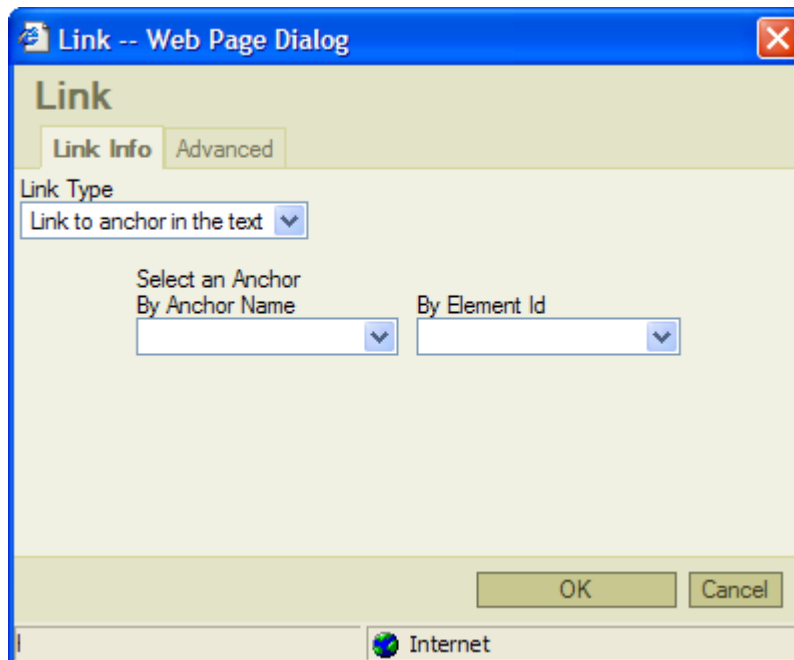 Link -- Web Page Dialog
Link
Link Info Advanced
Link Type
Link to anchor in the text
Select an Anchor
By Anchor Name By Element Id
OK Cancel
Internet